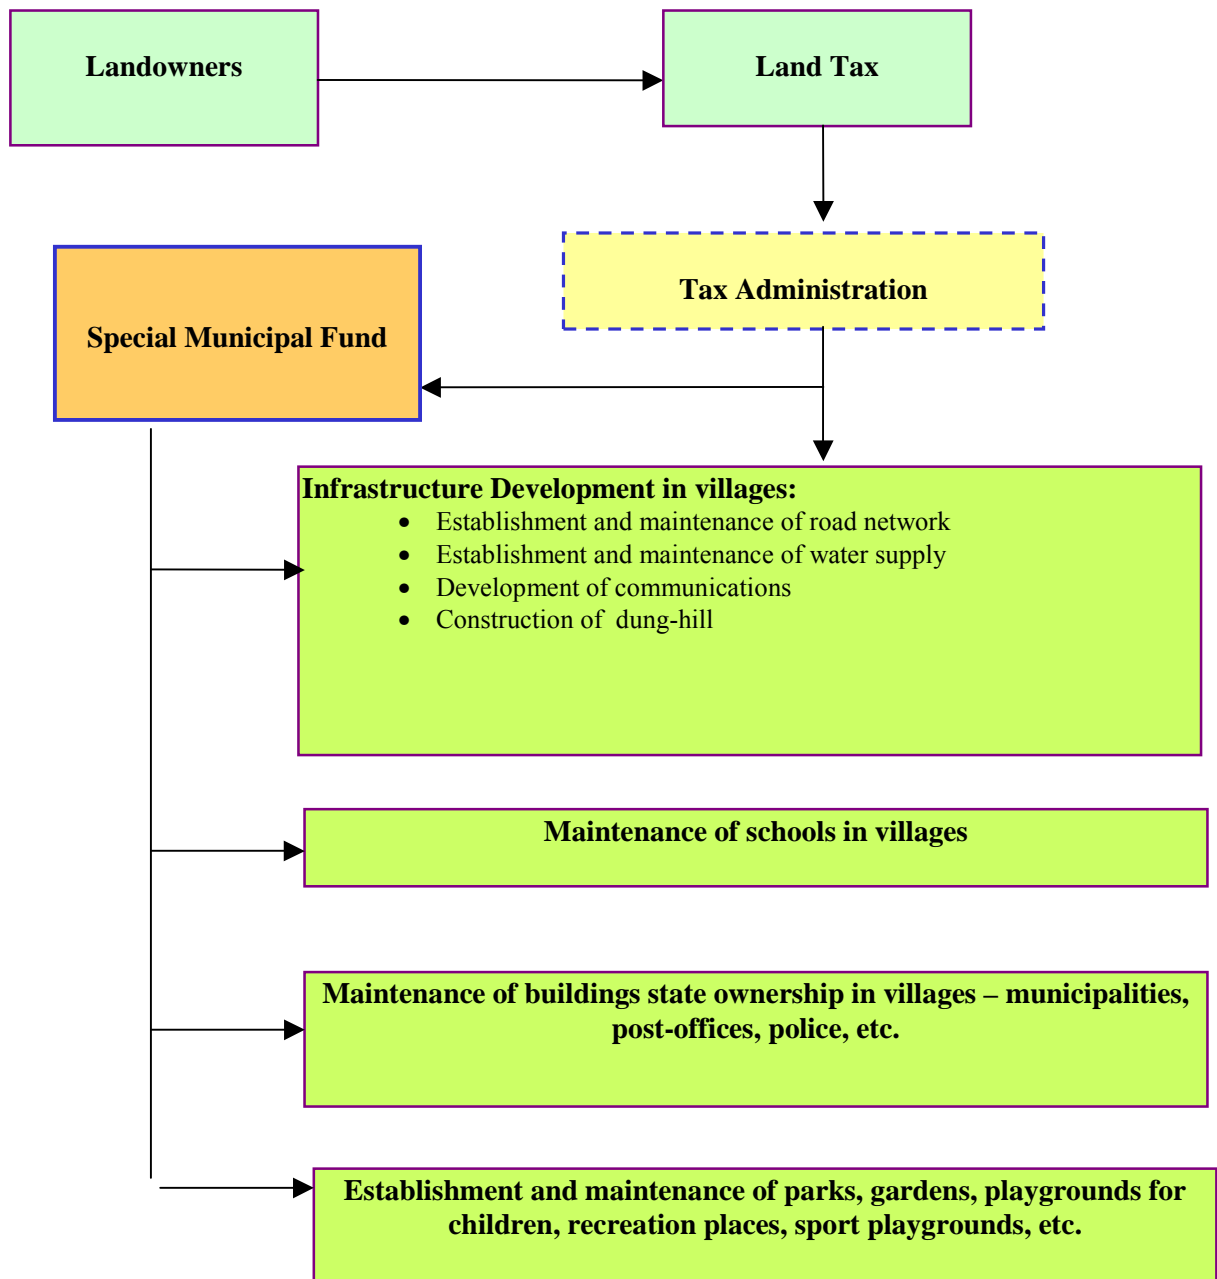 Landowners
Land Tax
Tax Administration
Special Municipal Fund
Infrastructure Development in villages:
• Establishment and maintenance of road network
• Establishment and maintenance of water supply
• Development of communications
• Construction of dung-hill
Maintenance of schools in villages
Maintenance of buildings state ownership in villages – municipalities,
post-offices, police, etc.
Establishment and maintenance of parks, gardens, playgrounds for
children, recreation places, sport playgrounds, etc.